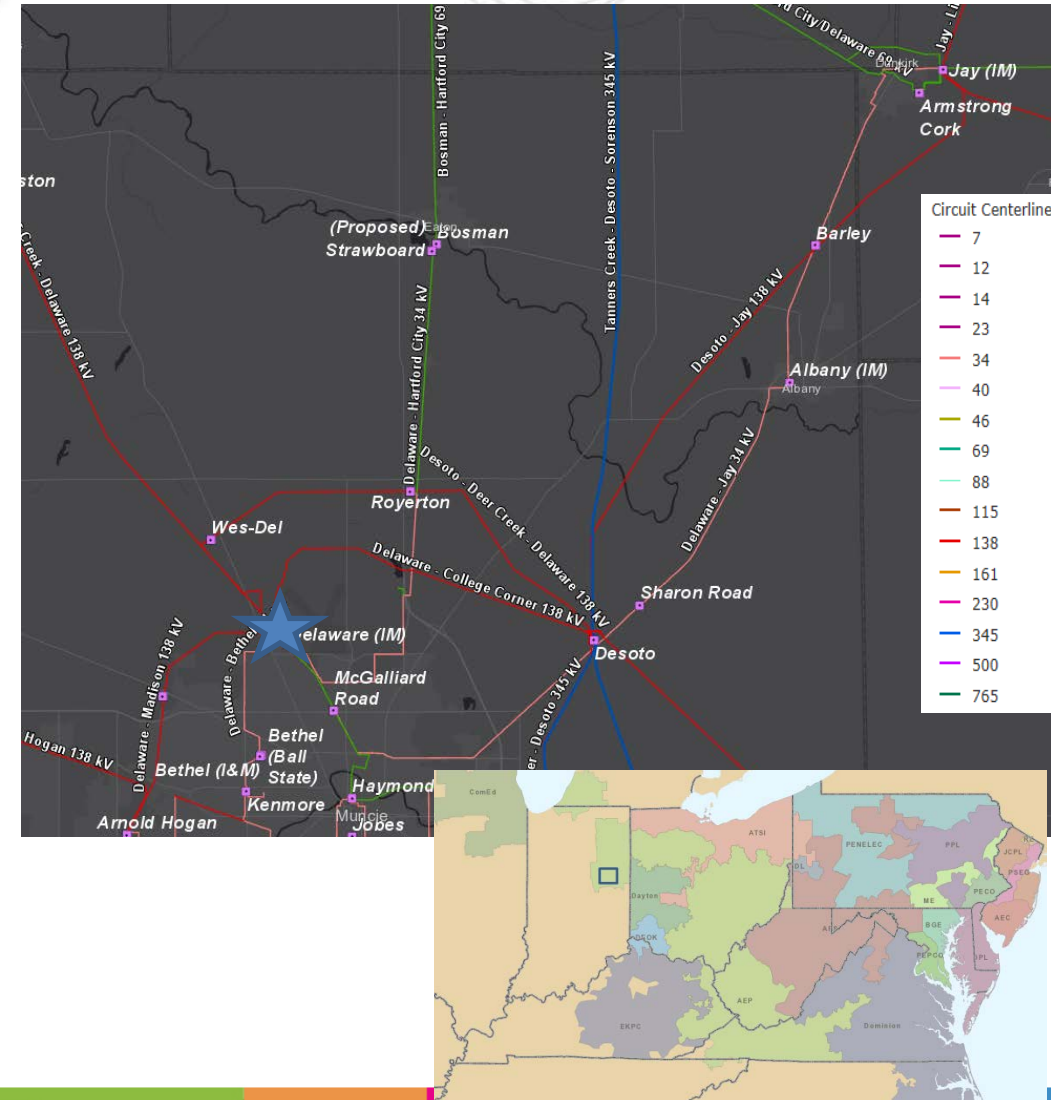 Bosman - Hartford City 69
d City/Delaware 69 kV
Jay - Li
Dunkirk
Jay (IM)
Armstrong
Cork
ston
Tanners Creek - Desoto - Sorenson 345 kV
(Proposed)
Eaton
Bosman
Strawboard
Barley
Creek - Delaware 138 kV
Delaware - Hartford City 34 kV
Desoto - Jay 138 kV
Albany (IM)
Albany
Royerton
Desoto - Deer Creek - Delaware 138 kV
Delaware - Jay 34 kV
Wes-Del
Delaware - College Corner 138 kV
Sharon Road
elaware (IM)
Desoto
Delaware - Madison 138 kV
Delaware - Bethel
McGalliard
Road
er - Desoto 345 kV
Hogan 138 kV
Bethel
(Ball
State)
Bethel (I&M)
Kenmore
Haymond
Muncie
Jones
Arnold Hogan
Circuit Centerline
7
12
14
23
34
40
46
69
88
115
138
161
230
345
500
765
ComEd
ATSI
PENELEC
PPL
JCPL
PSEG
Dayton
ME
PECO
AEC
BGE
PEPCO
DPL
AEP
EKPC
Dominion